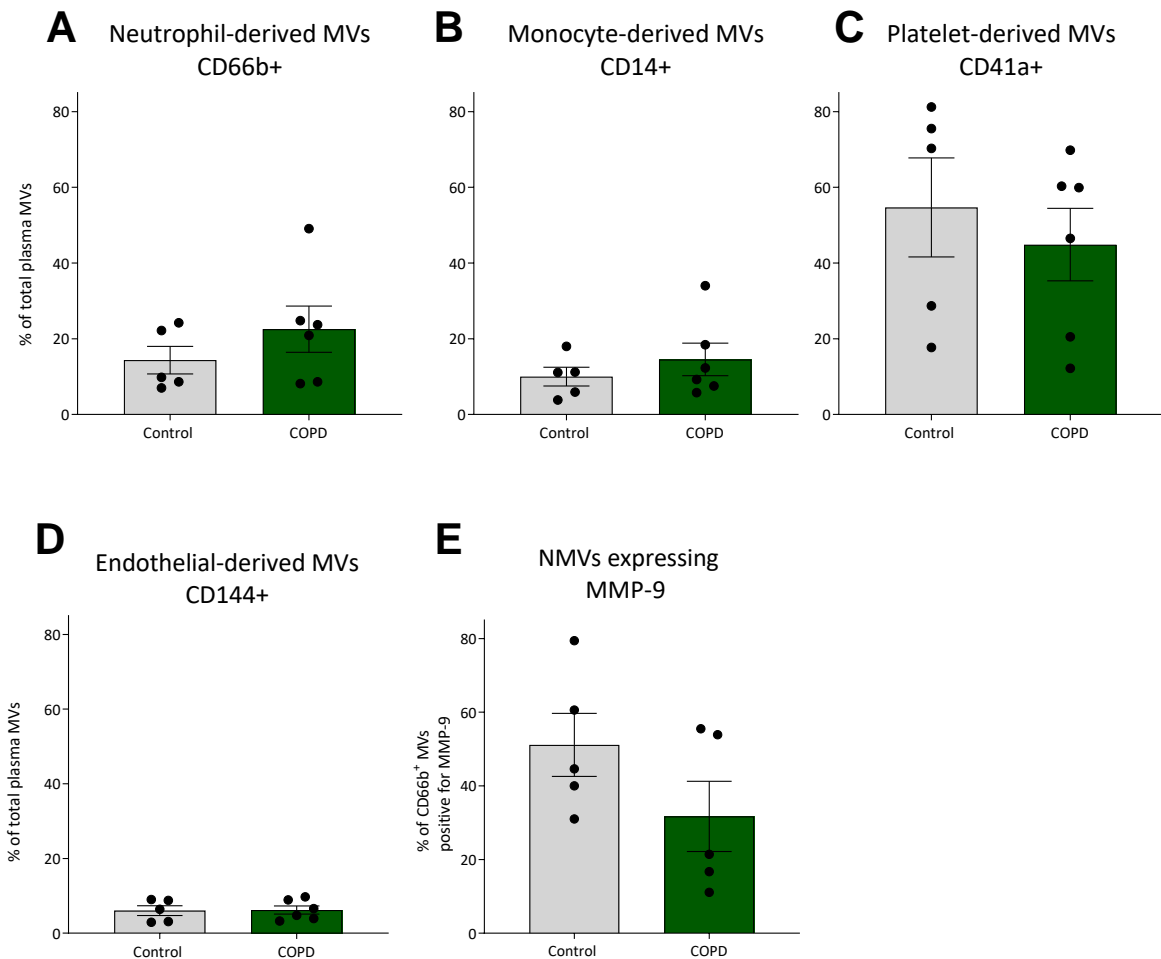 A
Neutrophil-derived MVs
CD66b+
% of total plasma MVs
80
60
40
20
0
Control
COPD
B
Monocyte-derived MVs
CD14+
80
60
40
20
0
Control
COPD
C
Platelet-derived MVs
CD41a+
80
60
40
20
0
Control
COPD
D
Endothelial-derived MVs
CD144+
% of total plasma MVs
80
60
40
20
0
Control
COPD
E
NMVs expressing
MMP-9
% of CD66b⁺ MVs
positive for MMP-9
80
60
40
20
0
Control
COPD